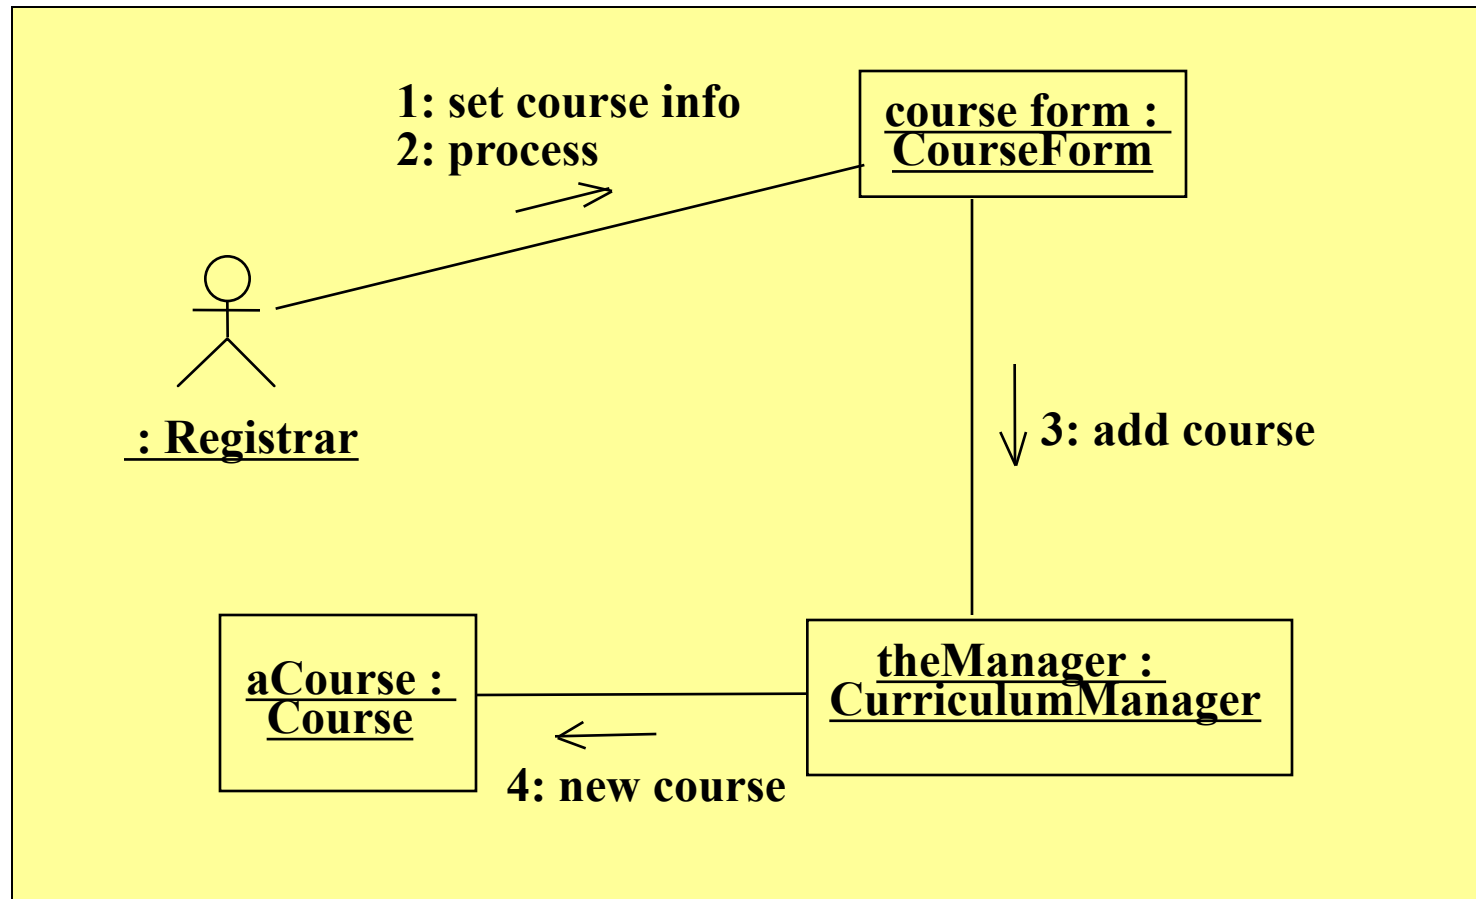 1: set course info
2: process
course form :
CourseForm
: Registrar
3: add course
aCourse :
Course
theManager :
CurriculumManager
4: new course